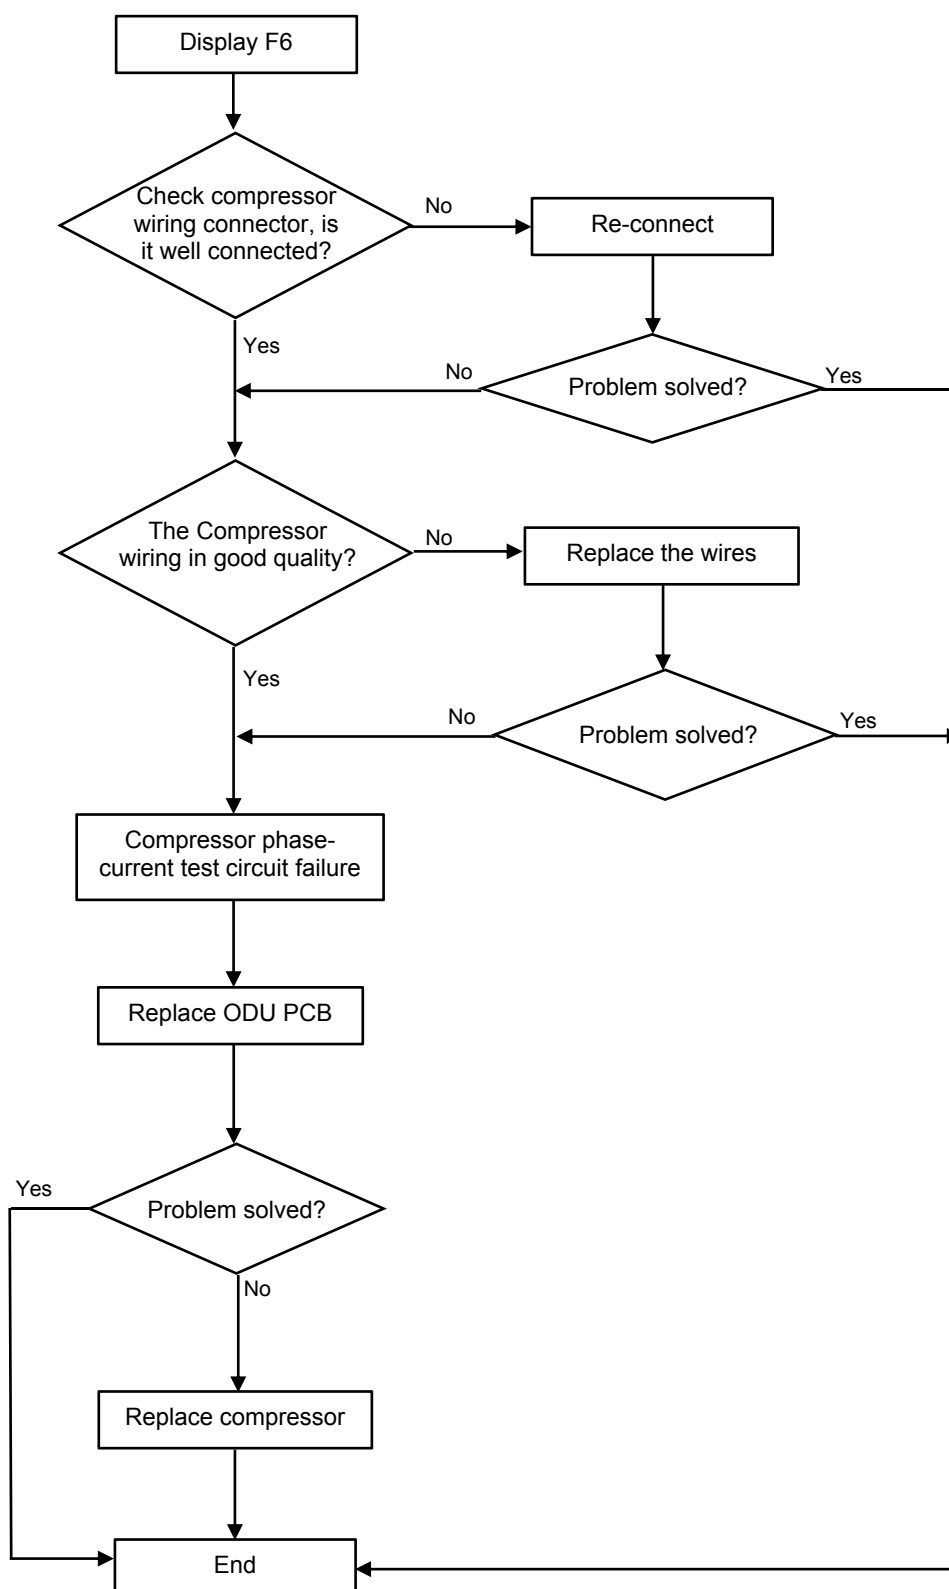 Display F6
Check compressor
wiring connector, is
it well connected?
No
Re-connect
Yes
No
Problem solved?
Yes
The Compressor
wiring in good quality?
No
Replace the wires
Yes
No
Problem solved?
Yes
Compressor phase-
current test circuit failure
Replace ODU PCB
Yes
Problem solved?
No
Replace compressor
End